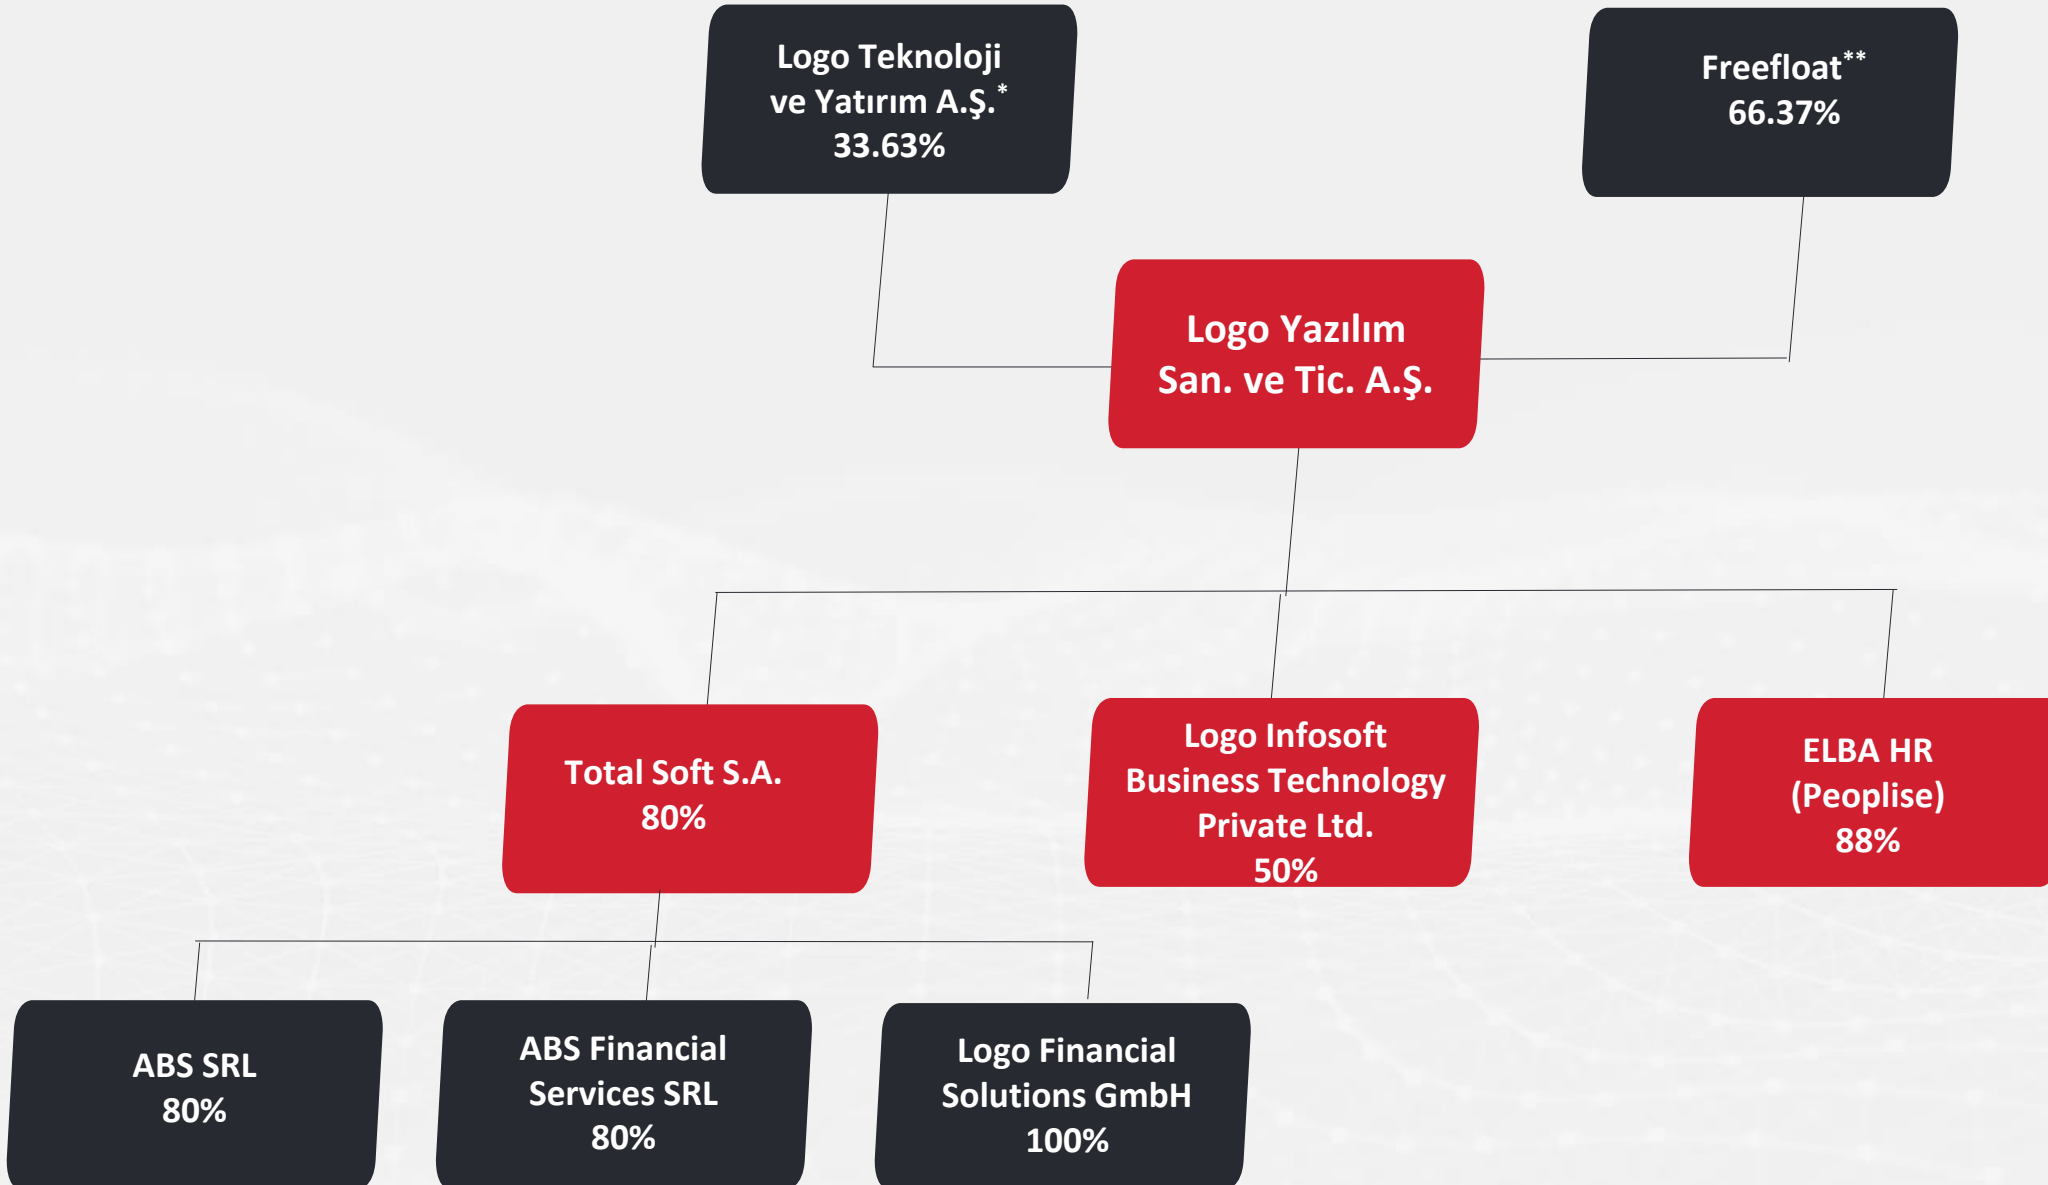 Logo Teknoloji
ve Yatırım A.Ş.*
33.63%
Freefloat**
66.37%
Logo Yazılım
San. ve Tic. A.Ş.
Total Soft S.A.
80%
Logo Infosoft
Business Technology
Private Ltd.
50%
ELBA HR
(Peoplise)
88%
ABS SRL
80%
ABS Financial
Services SRL
80%
Logo Financial
Solutions GmbH
100%